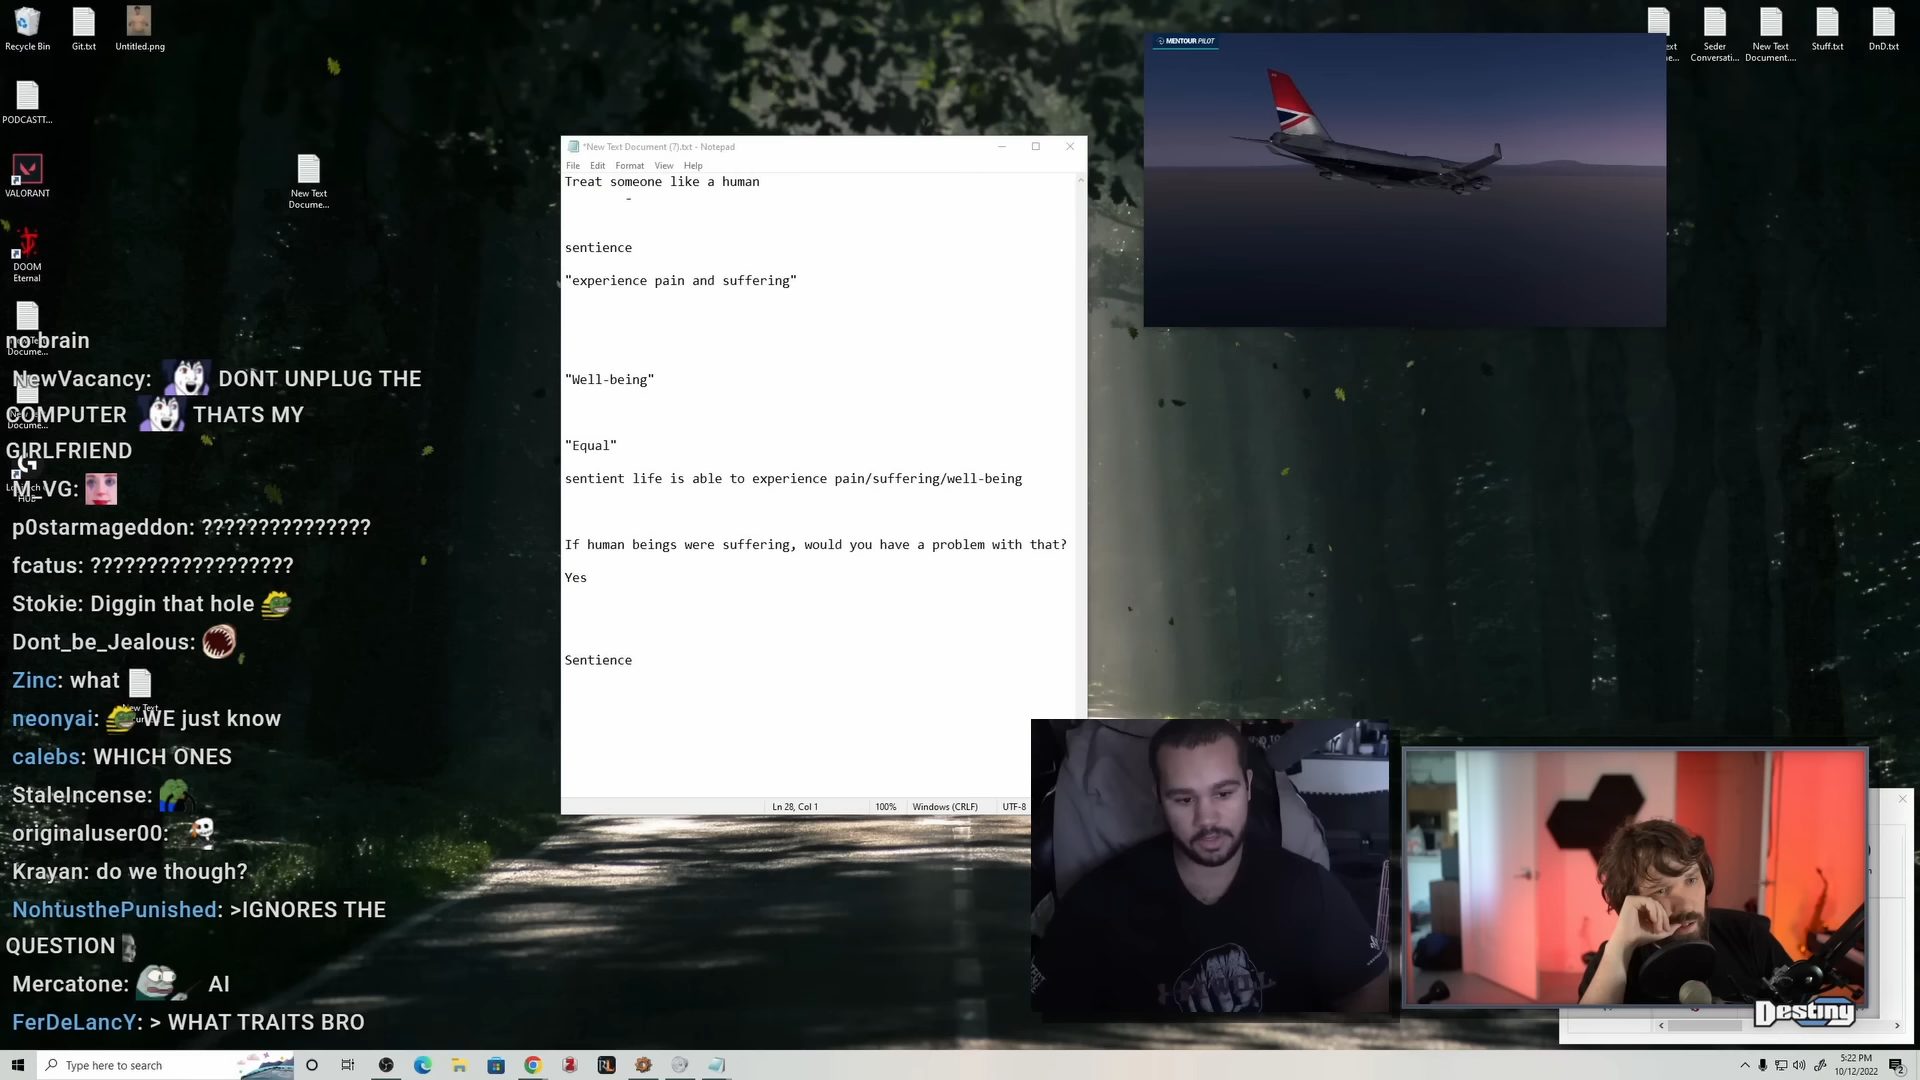 Recycle Bin
Git.txt
Untitled.png
PODCASTT...
VALORANT
New Text
Docume...
DOOM
Eternal
Docume...
no brain
NewVacancy: DONT UNPLUG THE
COMPUTER THATS MY
GIRLFRIEND
M_VG:
p0starmageddon: ???????????????
fcatus: ??????????????????
Stokie: Diggin that hole
Dont_be_Jealous:
Zinc: what
neonyai: WE just know
calebs: WHICH ONES
StaleIncense:
originaluser00:
Krayan: do we though?
NohtusthePunished: >IGNORES THE
QUESTION
Mercatone: AI
FerDeLancY: > WHAT TRAITS BRO
*New Text Document (7).txt - Notepad
File Edit Format View Help
Treat someone like a human
-
sentience
"experience pain and suffering"
"Well-being"
"Equal"
sentient life is able to experience pain/suffering/well-being
If human beings were suffering, would you have a problem with that?
Yes
Sentience
Ln 28, Col 1 100% Windows (CRLF) UTF-8
MENTOUR PILOT
Seder
Conversati...
New Text
Document....
Stuff.txt
DnD.txt
Destiny
Type here to search
5:22 PM
10/12/2022
2